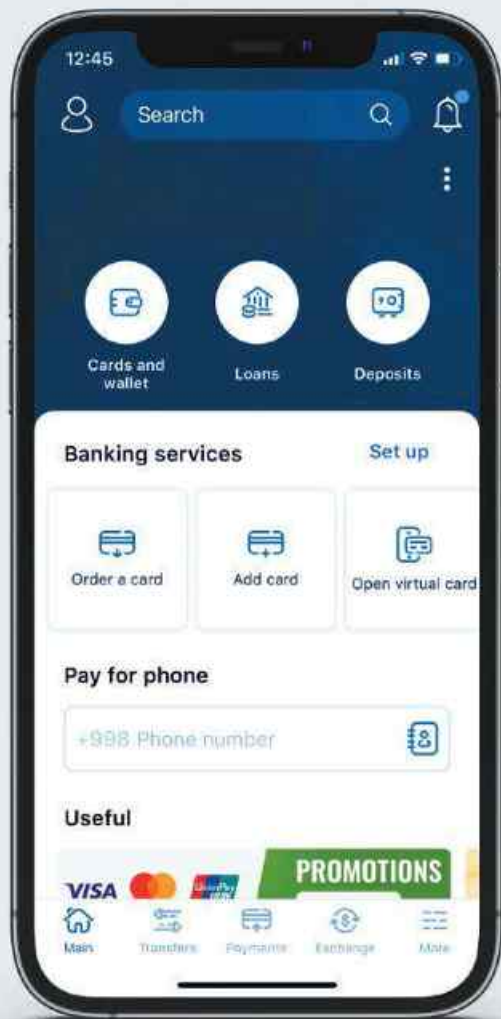 12:45
Search
Cards and
wallet
Loans
Deposits
Banking services
Set up
Order a card
Add card
Open virtual card
Pay for phone
+998 Phone number
Useful
VISA
UnionPay
PROMOTIONS
Main
Transfers
Payments
Exchange
More